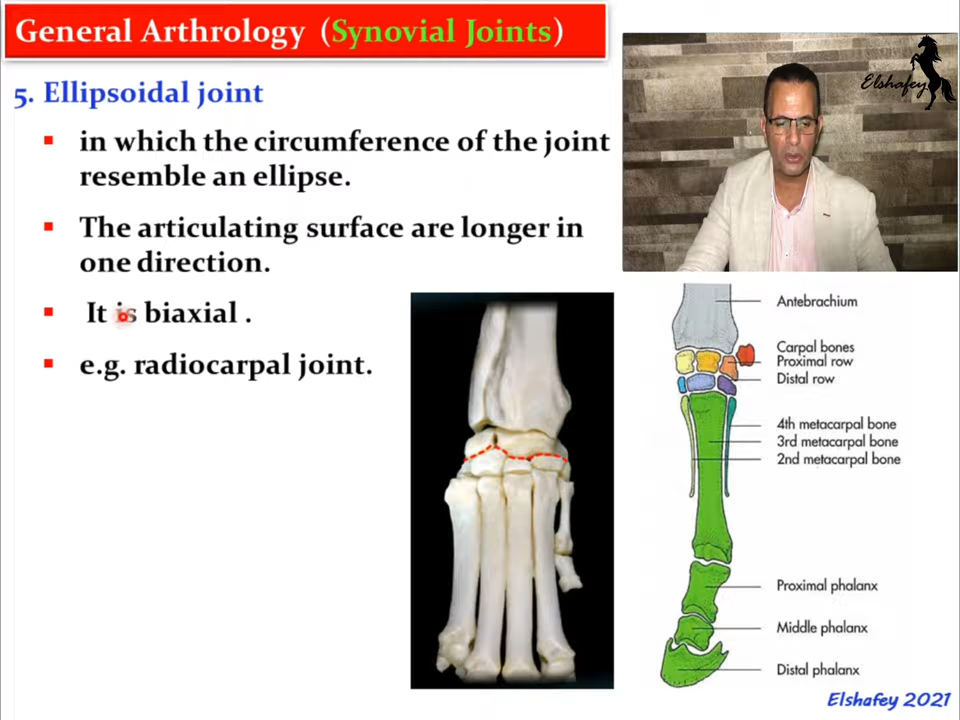 General Arthrology (Synovial Joints)
Elshafey
5. Ellipsoidal joint
▪ in which the circumference of the joint
resemble an ellipse.
▪ The articulating surface are longer in
one direction.
▪ It is biaxial .
▪ e.g. radiocarpal joint.
Antebrachium
Carpal bones
Proximal row
Distal row
4th metacarpal bone
3rd metacarpal bone
2nd metacarpal bone
Proximal phalanx
Middle phalanx
Distal phalanx
Elshafey 2021